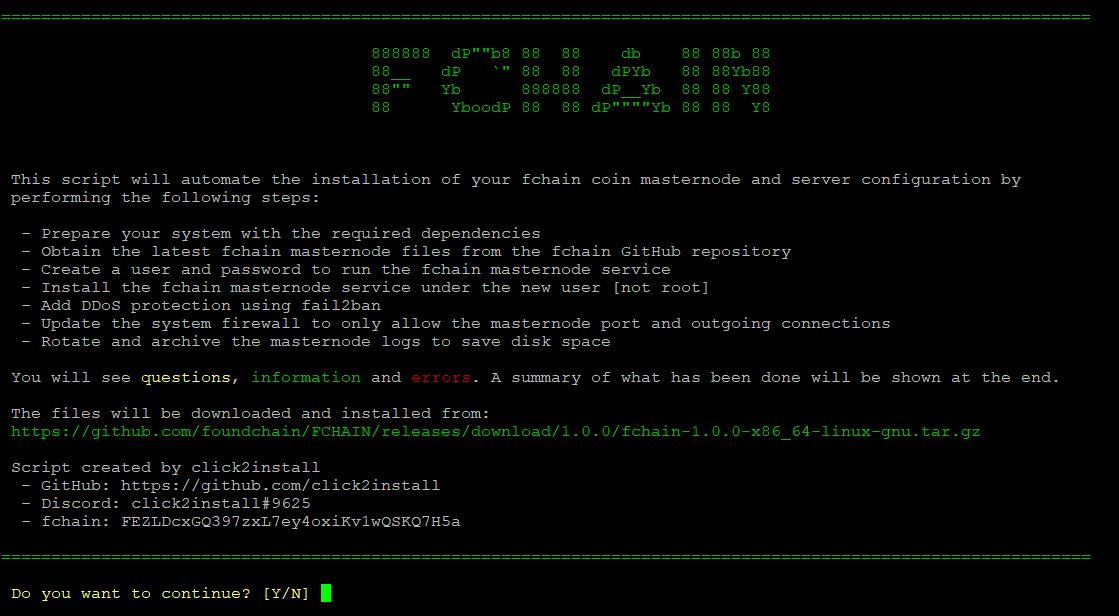 ====================================================================================================
888888  dP""b8 88  88    db    88 88b 88
88__   dP   `" 88  88   dPYb   88 88Yb88
88""   Yb      888888  dP__Yb  88 88 Y88
88      YboodP 88  88 dP""""Yb 88 88  Y8
This script will automate the installation of your fchain coin masternode and server configuration by
performing the following steps:
- Prepare your system with the required dependencies
- Obtain the latest fchain masternode files from the fchain GitHub repository
- Create a user and password to run the fchain masternode service
- Install the fchain masternode service under the new user [not root]
- Add DDoS protection using fail2ban
- Update the system firewall to only allow the masternode port and outgoing connections
- Rotate and archive the masternode logs to save disk space
You will see questions, information and errors. A summary of what has been done will be shown at the end.
The files will be downloaded and installed from:
https://github.com/foundchain/FCHAIN/releases/download/1.0.0/fchain-1.0.0-x86_64-linux-gnu.tar.gz
Script created by click2install
- GitHub: https://github.com/click2install
- Discord: click2install#9625
- fchain: FEZLDcxGQ397zxL7ey4oxiKv1wQSKQ7H5a
====================================================================================================
Do you want to continue? [Y/N]